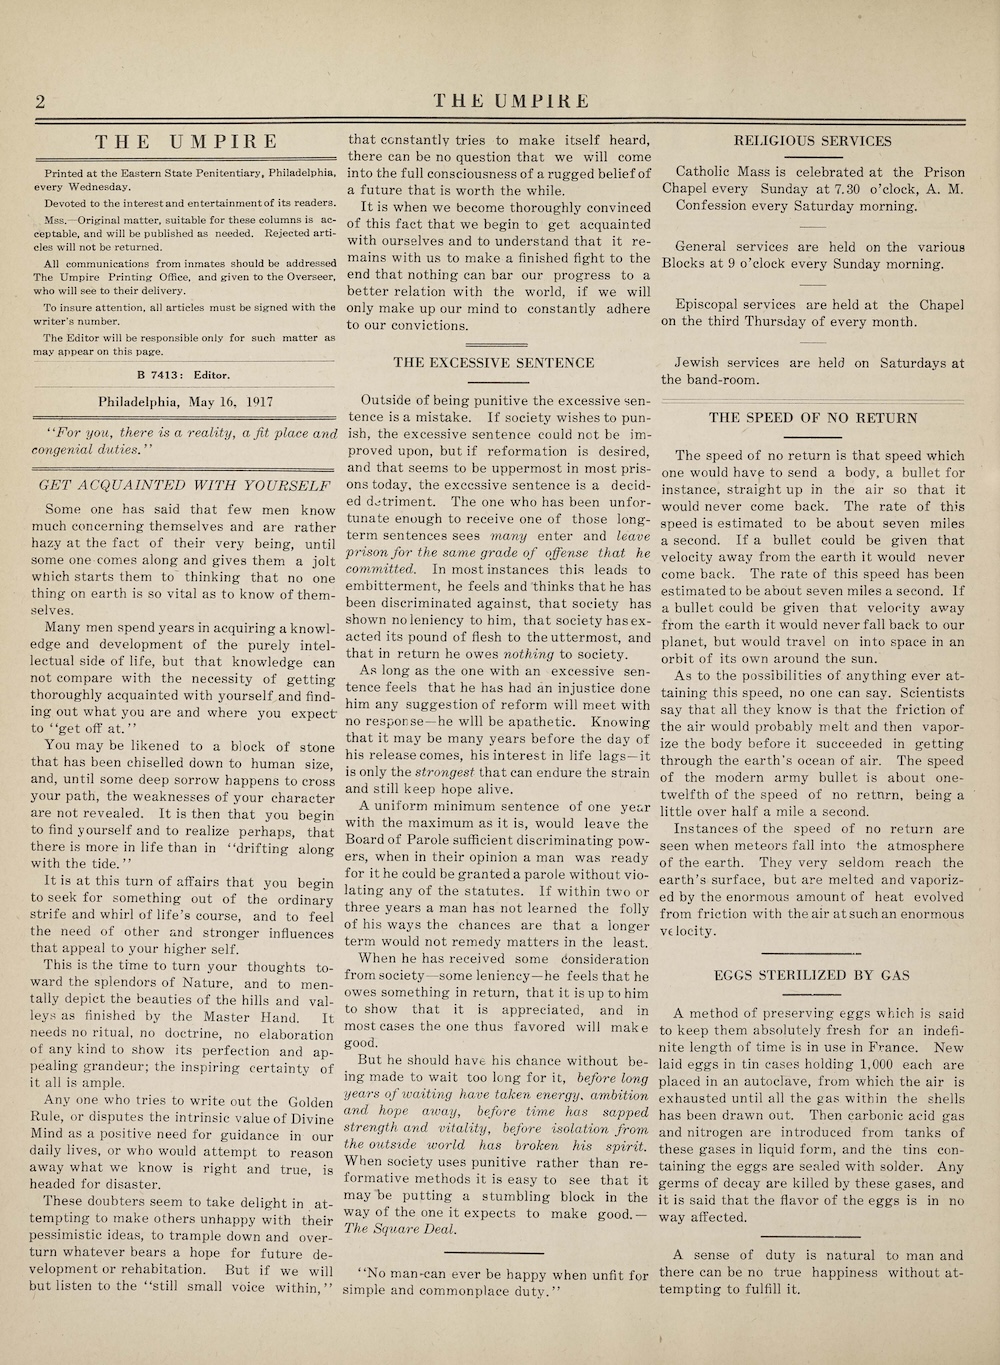 2
THE UMPIRE
THE UMPIRE
Printed at the Eastern State Penitentiary, Philadelphia,
every Wednesday.
Devoted to the interest and entertainment of its readers.
Mss.—Original matter, suitable for these columns is ac-
ceptable, and will be published as needed. Rejected arti-
cles will not be returned.
All communications from inmates should be addressed
The Umpire Printing Office, and given to the Overseer,
who will see to their delivery.
To insure attention, all articles must be signed with the
writer's number.
The Editor will be responsible only for such matter as
may appear on this page.
B 7413: Editor.
Philadelphia, May 16, 1917
"For you, there is a reality, a fit place and
congenial duties."
GET ACQUAINTED WITH YOURSELF
Some one has said that few men know
much concerning themselves and are rather
hazy at the fact of their very being, until
some one comes along and gives them a jolt
which starts them to thinking that no one
thing on earth is so vital as to know of them-
selves.
Many men spend years in acquiring a knowl-
edge and development of the purely intel-
lectual side of life, but that knowledge can
not compare with the necessity of getting
thoroughly acquainted with yourself and find-
ing out what you are and where you expect
to "get off at."
You may be likened to a block of stone
that has been chiselled down to human size,
and, until some deep sorrow happens to cross
your path, the weaknesses of your character
are not revealed. It is then that you begin
to find yourself and to realize perhaps, that
there is more in life than in "drifting along
with the tide."
It is at this turn of affairs that you begin
to seek for something out of the ordinary
strife and whirl of life's course, and to feel
the need of other and stronger influences
that appeal to your higher self.
This is the time to turn your thoughts to-
ward the splendors of Nature, and to men-
tally depict the beauties of the hills and val-
leys as finished by the Master Hand. It
needs no ritual, no doctrine, no elaboration
of any kind to show its perfection and ap-
pealing grandeur; the inspiring certainty of
it all is ample.
Any one who tries to write out the Golden
Rule, or disputes the intrinsic value of Divine
Mind as a positive need for guidance in our
daily lives, or who would attempt to reason
away what we know is right and true, is
headed for disaster.
These doubters seem to take delight in at-
tempting to make others unhappy with their
pessimistic ideas, to trample down and over-
turn whatever bears a hope for future de-
velopment or rehabitation. But if we will
but listen to the "still small voice within,"
that constantly tries to make itself heard,
there can be no question that we will come
into the full consciousness of a rugged belief of
a future that is worth the while.
It is when we become thoroughly convinced
of this fact that we begin to get acquainted
with ourselves and to understand that it re-
mains with us to make a finished fight to the
end that nothing can bar our progress to a
better relation with the world, if we will
only make up our mind to constantly adhere
to our convictions.
THE EXCESSIVE SENTENCE
Outside of being punitive the excessive sen-
tence is a mistake. If society wishes to pun-
ish, the excessive sentence could not be im-
proved upon, but if reformation is desired,
and that seems to be uppermost in most pris-
ons today, the excessive sentence is a decid-
ed detriment. The one who has been unfor-
tunate enough to receive one of those long-
term sentences sees many enter and leave
prison for the same grade of offense that he
committed. In most instances this leads to
embitterment, he feels and thinks that he has
been discriminated against, that society has
shown no leniency to him, that society has ex-
acted its pound of flesh to the uttermost, and
that in return he owes nothing to society.
As long as the one with an excessive sen-
tence feels that he has had an injustice done
him any suggestion of reform will meet with
no response—he will be apathetic. Knowing
that it may be many years before the day of
his release comes, his interest in life lags—it
is only the strongest that can endure the strain
and still keep hope alive.
A uniform minimum sentence of one year
with the maximum as it is, would leave the
Board of Parole sufficient discriminating pow-
ers, when in their opinion a man was ready
for it he could be granted a parole without vio-
lating any of the statutes. If within two or
three years a man has not learned the folly
of his ways the chances are that a longer
term would not remedy matters in the least.
When he has received some consideration
from society—some leniency—he feels that he
owes something in return, that it is up to him
to show that it is appreciated, and in
most cases the one thus favored will make
good.
But he should have his chance without be-
ing made to wait too long for it, before long
years of waiting have taken energy, ambition
and hope away, before time has sapped
strength and vitality, before isolation from
the outside world has broken his spirit.
When society uses punitive rather than re-
formative methods it is easy to see that it
may be putting a stumbling block in the
way of the one it expects to make good.—
The Square Deal.
"No man can ever be happy when unfit for
simple and commonplace duty."
RELIGIOUS SERVICES
Catholic Mass is celebrated at the Prison
Chapel every Sunday at 7.30 o'clock, A. M.
Confession every Saturday morning.
General services are held on the various
Blocks at 9 o'clock every Sunday morning.
Episcopal services are held at the Chapel
on the third Thursday of every month.
Jewish services are held on Saturdays at
the band-room.
THE SPEED OF NO RETURN
The speed of no return is that speed which
one would have to send a body, a bullet for
instance, straight up in the air so that it
would never come back. The rate of this
speed is estimated to be about seven miles
a second. If a bullet could be given that
velocity away from the earth it would never
come back. The rate of this speed has been
estimated to be about seven miles a second. If
a bullet could be given that velocity away
from the earth it would never fall back to our
planet, but would travel on into space in an
orbit of its own around the sun.
As to the possibilities of anything ever at-
taining this speed, no one can say. Scientists
say that all they know is that the friction of
the air would probably melt and then vapor-
ize the body before it succeeded in getting
through the earth's ocean of air. The speed
of the modern army bullet is about one-
twelfth of the speed of no retnrn, being a
little over half a mile a second.
Instances of the speed of no return are
seen when meteors fall into the atmosphere
of the earth. They very seldom reach the
earth's surface, but are melted and vaporiz-
ed by the enormous amount of heat evolved
from friction with the air at such an enormous
velocity.
EGGS STERILIZED BY GAS
A method of preserving eggs which is said
to keep them absolutely fresh for an indefi-
nite length of time is in use in France. New
laid eggs in tin cases holding 1,000 each are
placed in an autoclave, from which the air is
exhausted until all the gas within the shells
has been drawn out. Then carbonic acid gas
and nitrogen are introduced from tanks of
these gases in liquid form, and the tins con-
taining the eggs are sealed with solder. Any
germs of decay are killed by these gases, and
it is said that the flavor of the eggs is in no
way affected.
A sense of duty is natural to man and
there can be no true happiness without at-
tempting to fulfill it.